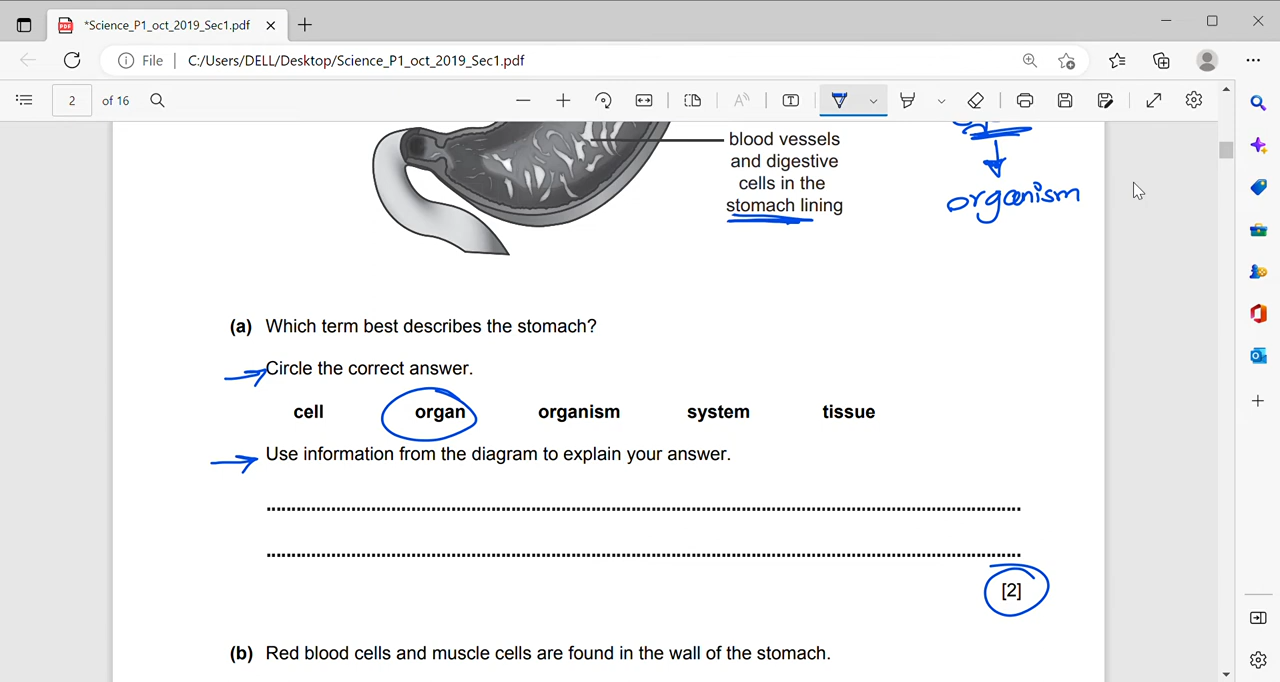 *Science_P1_oct_2019_Sec1.pdf
File
C:/Users/DELL/Desktop/Science_P1_oct_2019_Sec1.pdf
2 of 16
blood vessels
and digestive
cells in the
stomach lining
organism
(a) Which term best describes the stomach?
Circle the correct answer.
cell organ organism system tissue
Use information from the diagram to explain your answer.
[2]
(b) Red blood cells and muscle cells are found in the wall of the stomach.